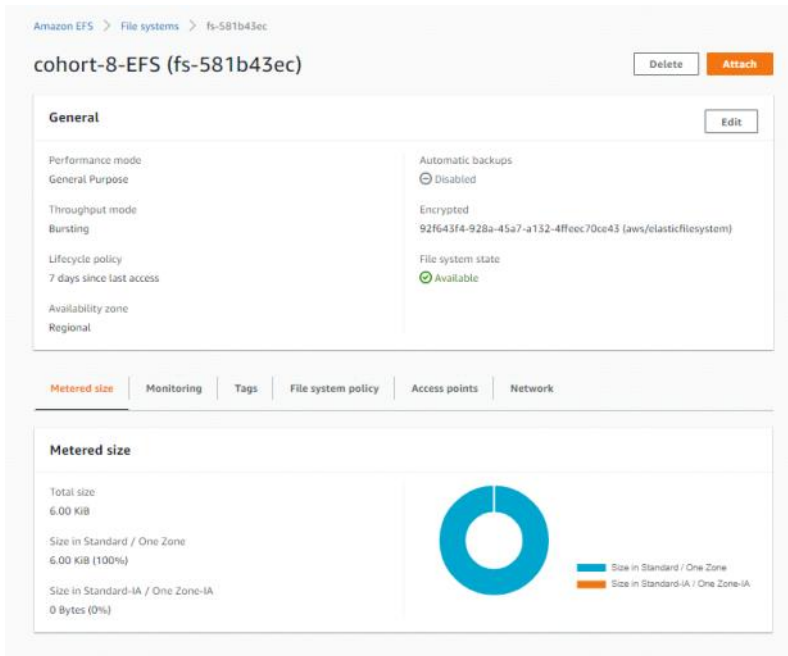 Amazon EFS > File systems > fs-581b43ec
cohort-8-EFS (fs-581b43ec)
Delete
Attach
General
Edit
Performance mode
General Purpose
Throughput mode
Bursting
Lifecycle policy
7 days since last access
Availability zone
Regional
Automatic backups
Disabled
Encrypted
92f643f4-928a-45a7-a132-4ffeec70ce43 (aws/elasticfilesystem)
File system state
Available
Metered size
Monitoring
Tags
File system policy
Access points
Network
Metered size
Total size
6.00 KiB
Size in Standard / One Zone
6.00 KiB (100%)
Size in Standard-IA / One Zone-IA
0 Bytes (0%)
Size in Standard / One Zone
Size in Standard-IA / One Zone-IA